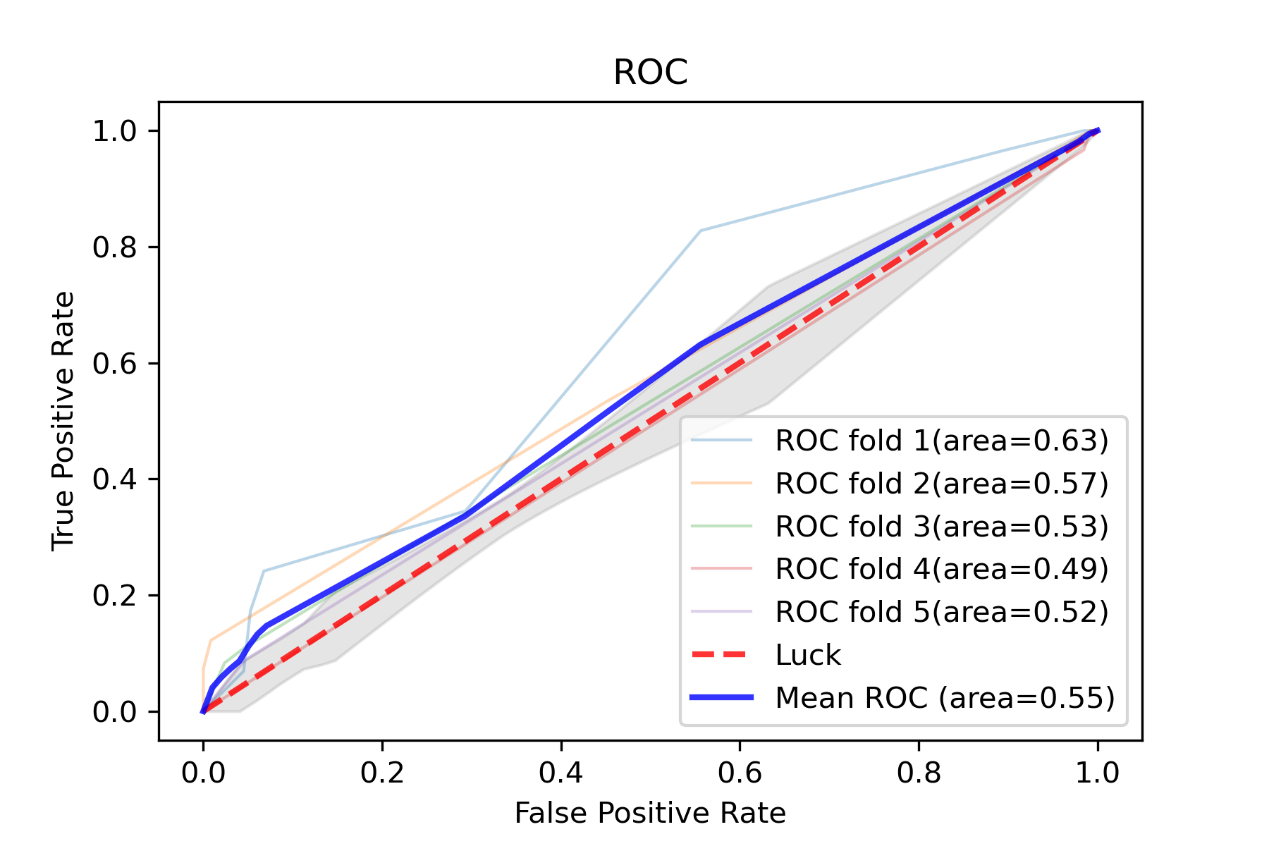 ROC
True Positive Rate
1.0
0.8
0.6
0.4
0.2
0.0
ROC fold 1(area=0.63)
ROC fold 2(area=0.57)
ROC fold 3(area=0.53)
ROC fold 4(area=0.49)
ROC fold 5(area=0.52)
Luck
Mean ROC (area=0.55)
0.0 0.2 0.4 0.6 0.8 1.0
False Positive Rate